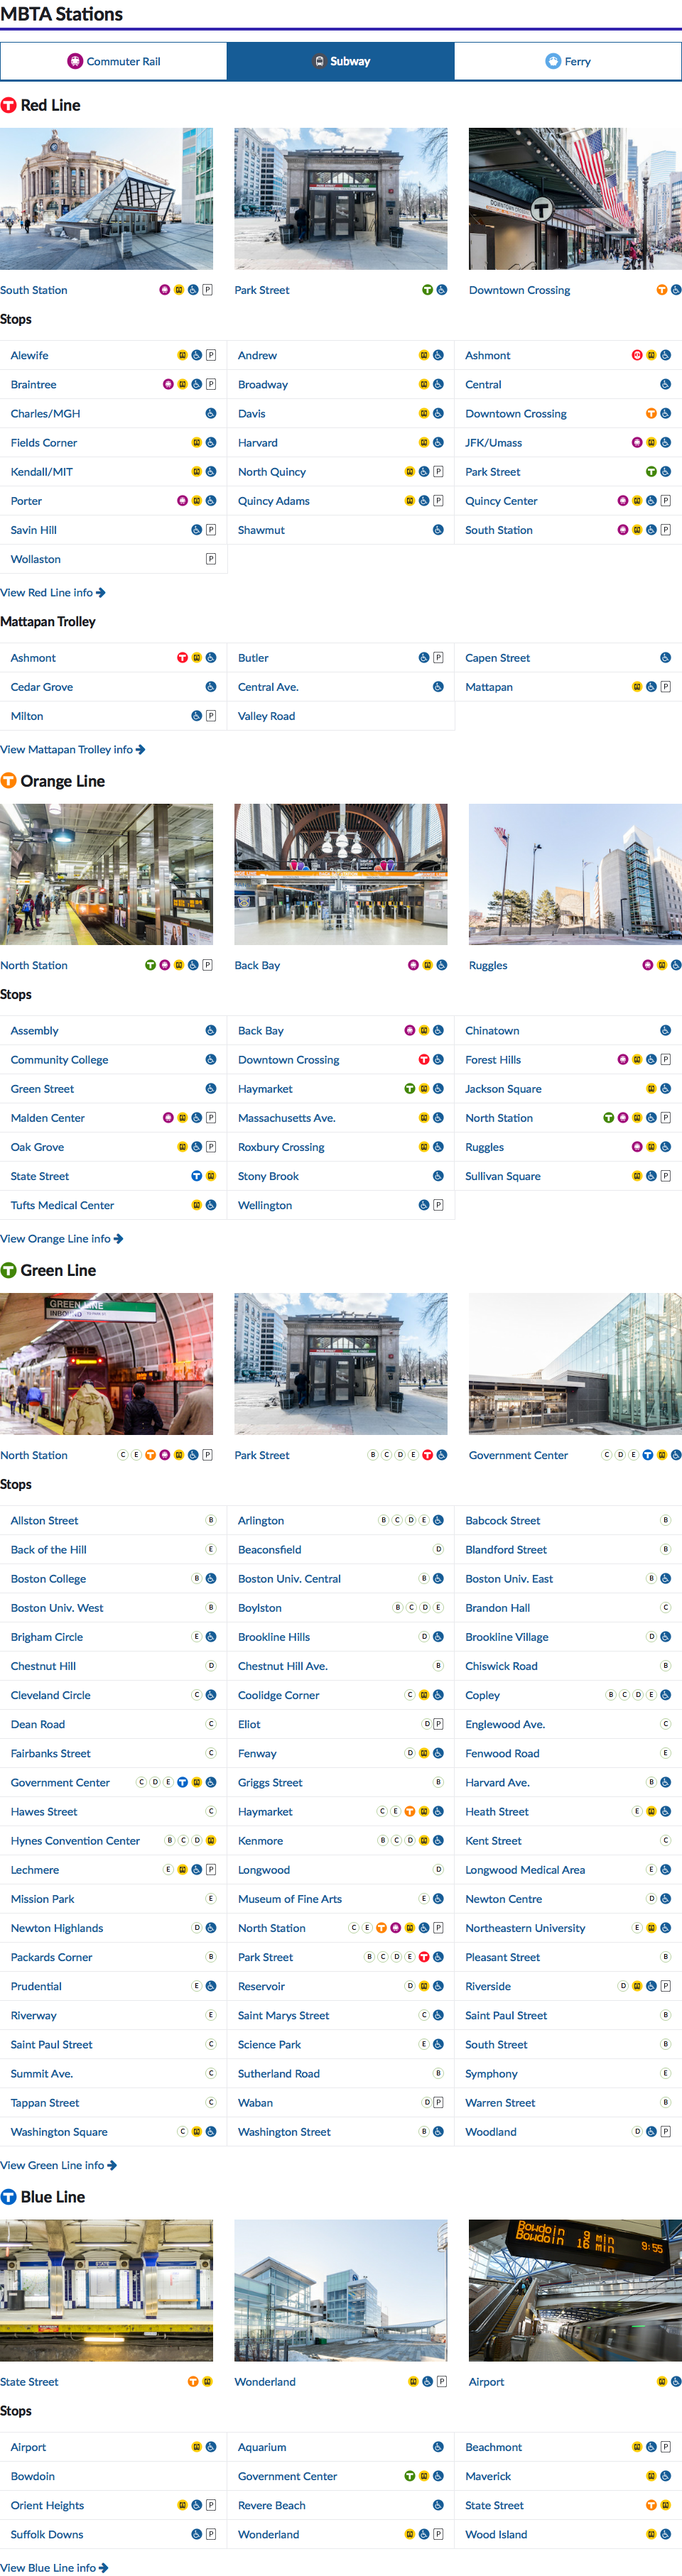 MBTA Stations
Commuter Rail Subway Ferry
T Red Line
DOWNTOWN CROSSING T
South Station P Park Street T Downtown Crossing T
Stops
Alewife P Andrew Ashmont
Braintree P Broadway Central
Charles/MGH Davis Downtown Crossing T
Fields Corner Harvard JFK/Umass
Kendall/MIT North Quincy P Park Street T
Porter Quincy Adams P Quincy Center P
Savin Hill P Shawmut South Station P
Wollaston P
View Red Line info
Mattapan Trolley
Ashmont T Butler P Capen Street
Cedar Grove Central Ave. Mattapan P
Milton P Valley Road
View Mattapan Trolley info
T Orange Line
North Station T P Back Bay Ruggles
Stops
Assembly Back Bay Chinatown
Community College Downtown Crossing T Forest Hills P
Green Street Haymarket T Jackson Square
Malden Center P Massachusetts Ave. North Station T P
Oak Grove P Roxbury Crossing Ruggles
State Street T Stony Brook Sullivan Square P
Tufts Medical Center Wellington P
View Orange Line info
T Green Line
GREEN LINE
INBOUND
North Station C E T P Park Street B C D E T Government Center C D E T
Stops
Allston Street B Arlington B C D E Babcock Street B
Back of the Hill E Beaconsfield D Blandford Street B
Boston College B Boston Univ. Central B Boston Univ. East B
Boston Univ. West B Boylston B C D E Brandon Hall C
Brigham Circle E Brookline Hills D Brookline Village D
Chestnut Hill D Chestnut Hill Ave. B Chiswick Road B
Cleveland Circle C Coolidge Corner C Copley B C D E
Dean Road C Eliot D P Englewood Ave. C
Fairbanks Street C Fenway D Fenwood Road E
Government Center C D E T Griggs Street B Harvard Ave. B
Hawes Street C Haymarket C E T Heath Street E
Hynes Convention Center B C D Kenmore B C D Kent Street C
Lechmere E P Longwood D Longwood Medical Area E
Mission Park E Museum of Fine Arts E Newton Centre D
Newton Highlands D North Station C E T P Northeastern University E
Packards Corner B Park Street B C D E T Pleasant Street B
Prudential E Reservoir D Riverside D P
Riverway E Saint Marys Street C Saint Paul Street B
Saint Paul Street C Science Park E South Street B
Summit Ave. C Sutherland Road B Symphony E
Tappan Street C Waban D P Warren Street B
Washington Square C Washington Street B Woodland D P
View Green Line info
T Blue Line
STATE
Bowdoin 9 min
Bowdoin 16 min 9:55
State Street T Wonderland P Airport
Stops
Airport Aquarium Beachmont P
Bowdoin Government Center T Maverick
Orient Heights P Revere Beach State Street T
Suffolk Downs P Wonderland P Wood Island
View Blue Line info